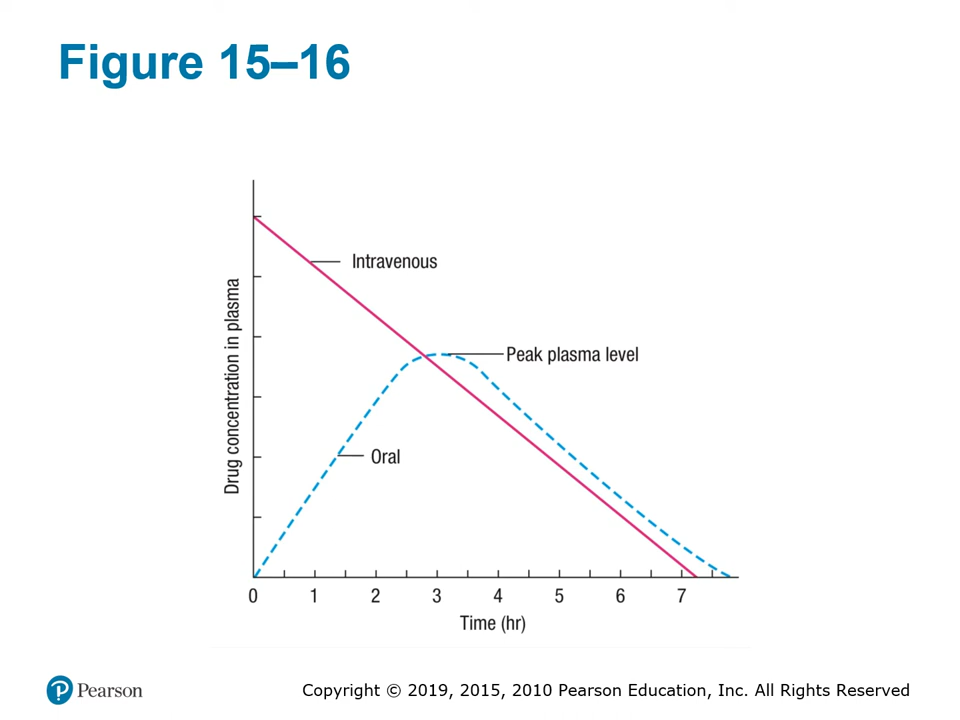 Figure 15–16
Intravenous
Peak plasma level
Oral
Drug concentration in plasma
0 1 2 3 4 5 6 7
Time (hr)
P Pearson
Copyright © 2019, 2015, 2010 Pearson Education, Inc. All Rights Reserved